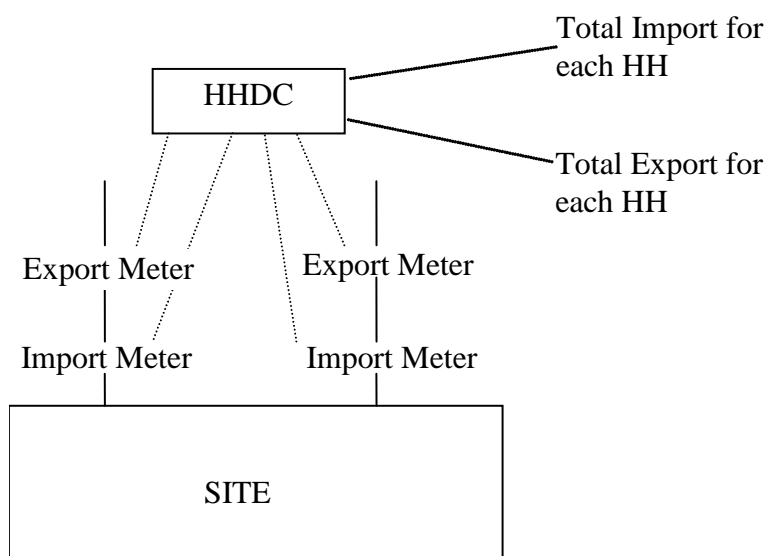 Total Import for
each HH
HHDC
Total Export for
each HH
Export Meter
Export Meter
Import Meter
Import Meter
SITE